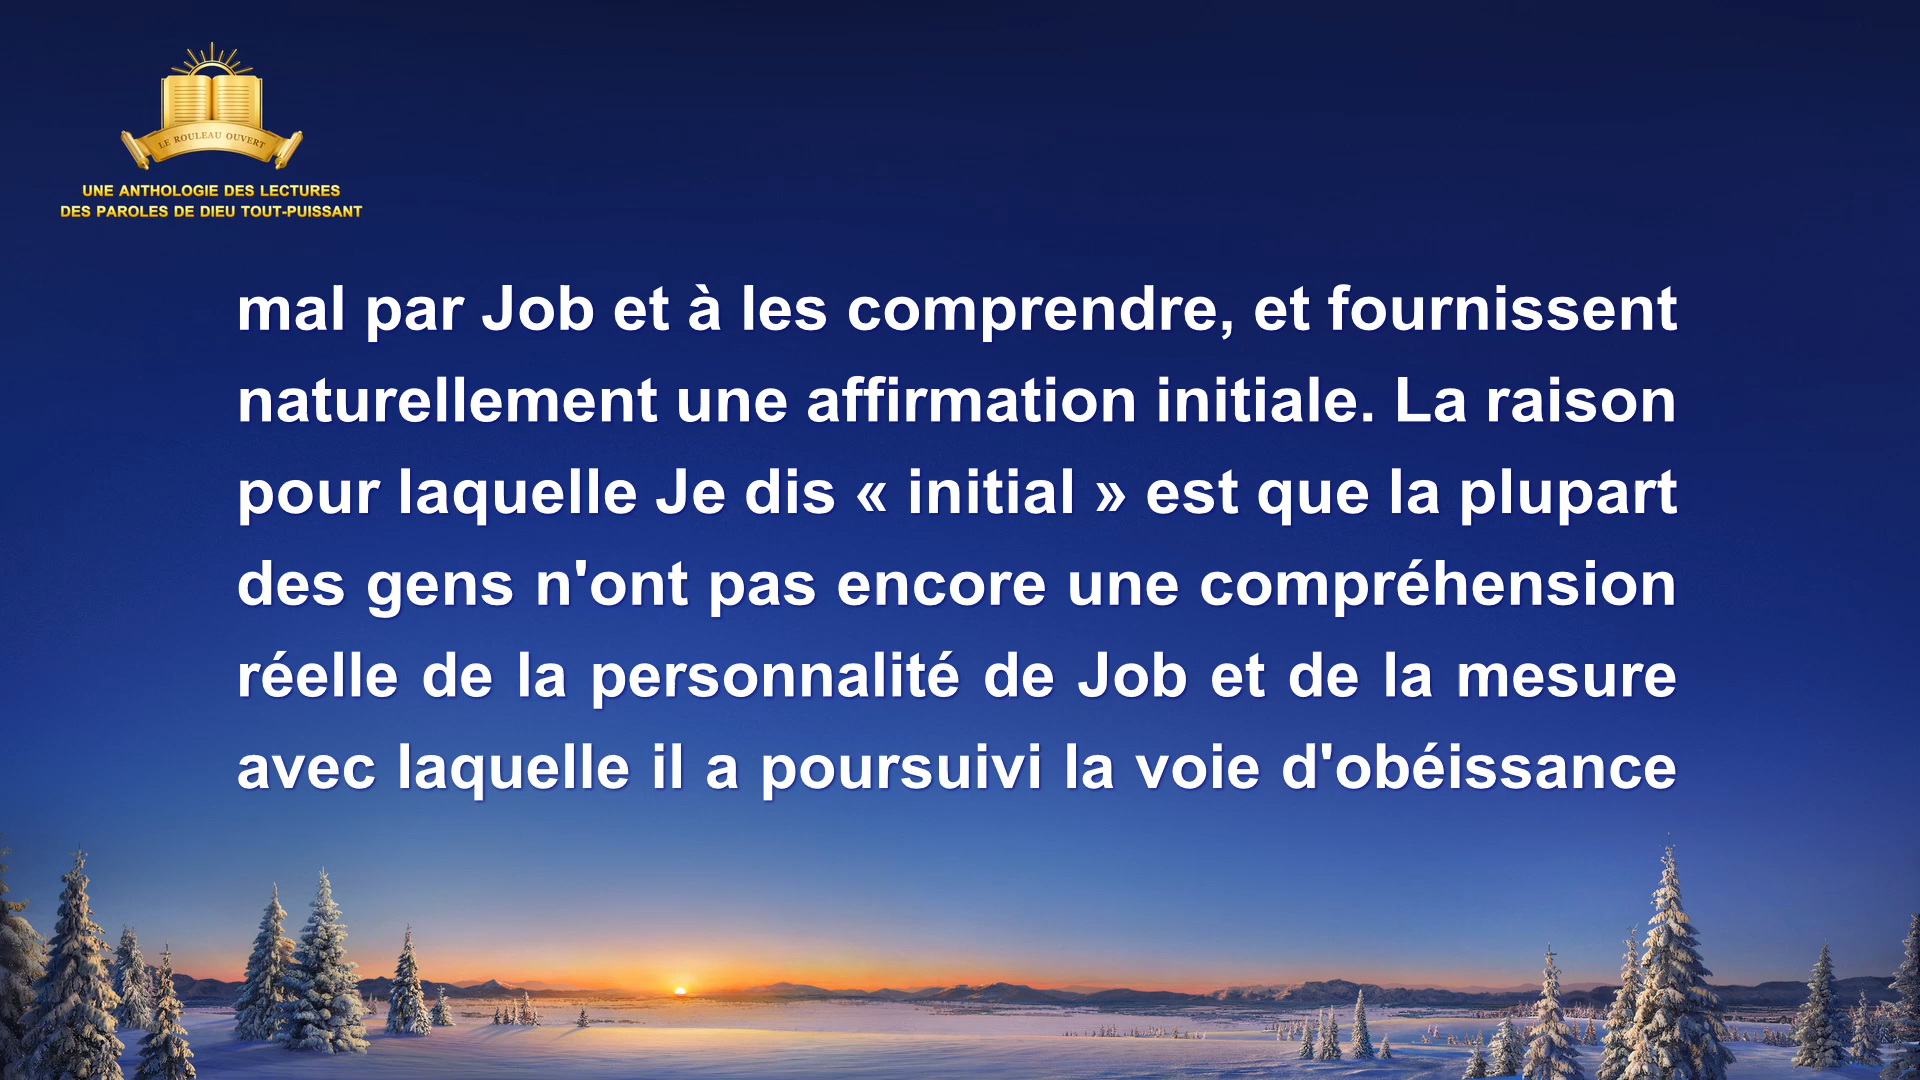 LE ROULEAU OUVERT
UNE ANTHOLOGIE DES LECTURES
DES PAROLES DE DIEU TOUT-PUISSANT
mal par Job et à les comprendre, et fournissent
naturellement une affirmation initiale. La raison
pour laquelle Je dis « initial » est que la plupart
des gens n'ont pas encore une compréhension
réelle de la personnalité de Job et de la mesure
avec laquelle il a poursuivi la voie d'obéissance